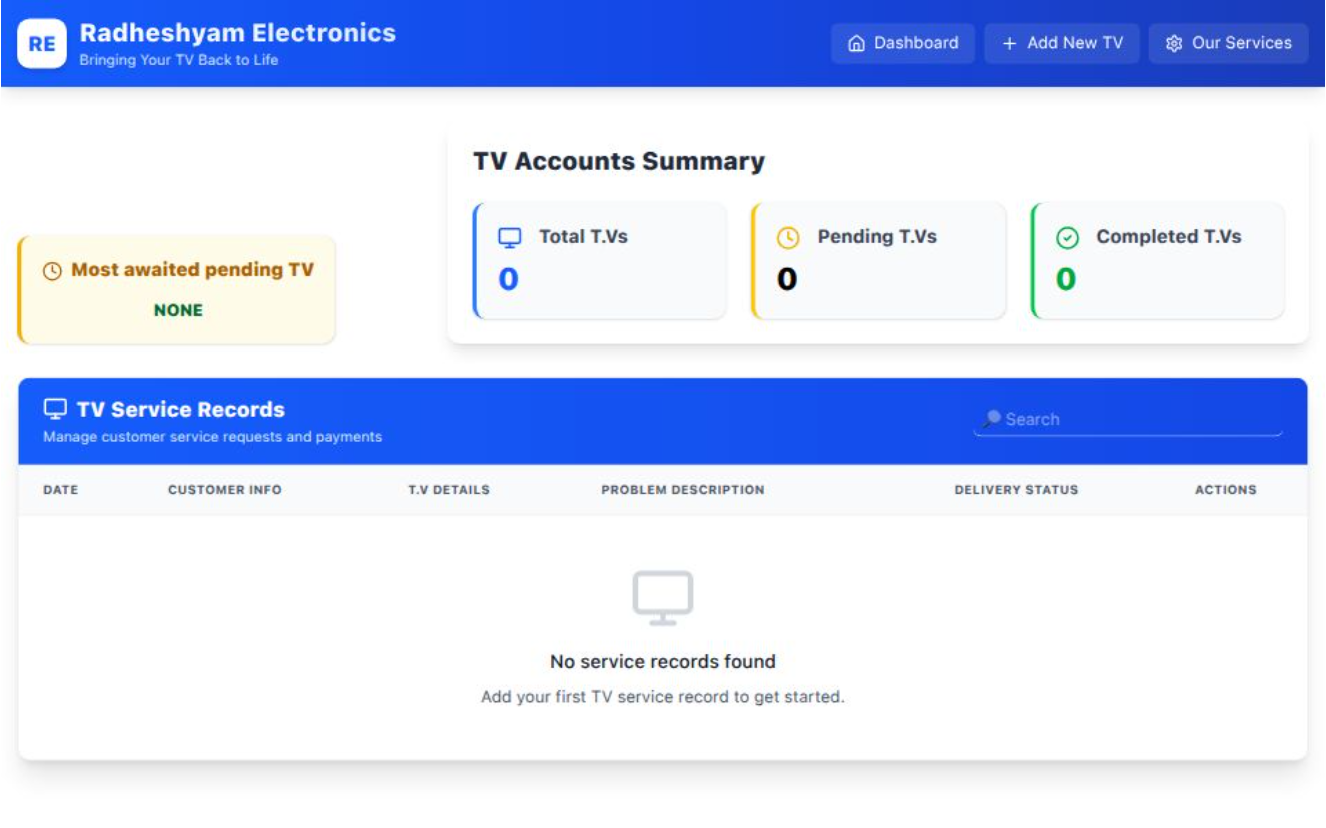 RE
Radheshyam Electronics
Bringing Your TV Back to Life
Dashboard
+ Add New TV
Our Services
TV Accounts Summary
Total T.Vs
0
Pending T.Vs
0
Completed T.Vs
0
Most awaited pending TV
NONE
TV Service Records
Manage customer service requests and payments
Search
DATE CUSTOMER INFO T.V DETAILS PROBLEM DESCRIPTION DELIVERY STATUS ACTIONS
No service records found
Add your first TV service record to get started.